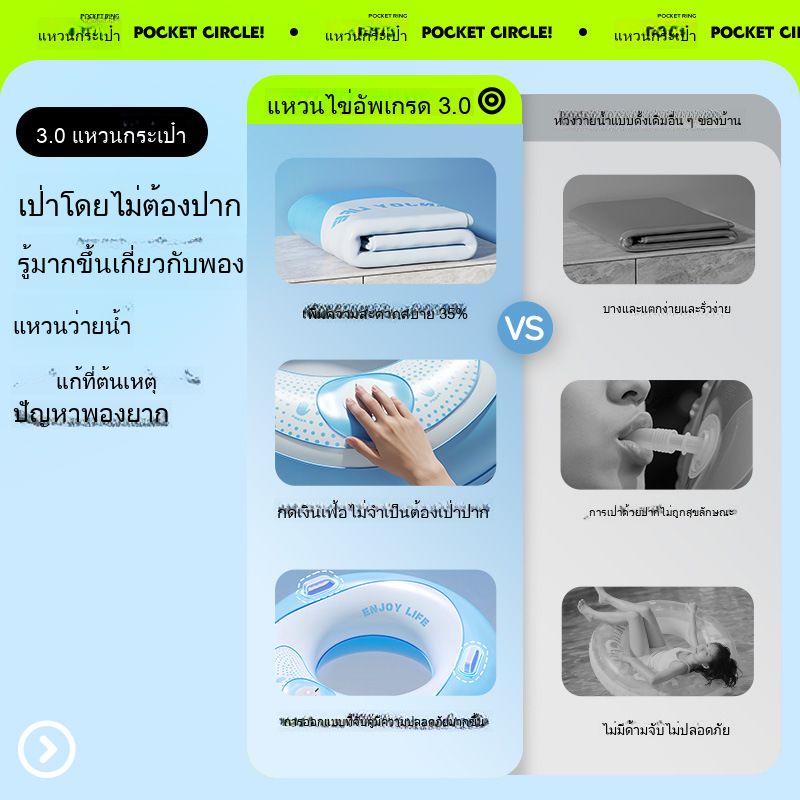 POCKET RING
แหวนกระเป๋า
POCKET CIRCLE!
POCKET RING
แหวนกระเป๋า
POCKET CIRCLE!
POCKET RING
แหวนกระเป๋า
POCKET CI
3.0 แหวนกระเป๋า
เป่าโดยไม่ต้องปาก
รู้มากขึ้นเกี่ยวกับพอง
แหวนว่ายน้ำ
แก้ที่ต้นเหตุ
ปัญหาพองยาก
แหวนไข่อัพเกรด 3.0
เพิ่มความสะดวกสบาย 35%
กดเงินเฟ้อไม่จำเป็นต้องเป่าปาก
ENJOY LIFE
การออกแบบที่จับคู่มีความปลอดภัยมากขึ้น
VS
ห่วงว่ายน้ำแบบดั้งเดิมอื่น ๆ ของบ้าน
บางและแตกง่ายและรั่วง่าย
การเป่าด้วยปากไม่ถูกสุขลักษณะ
ไม่มีด้ามจับไม่ปลอดภัย